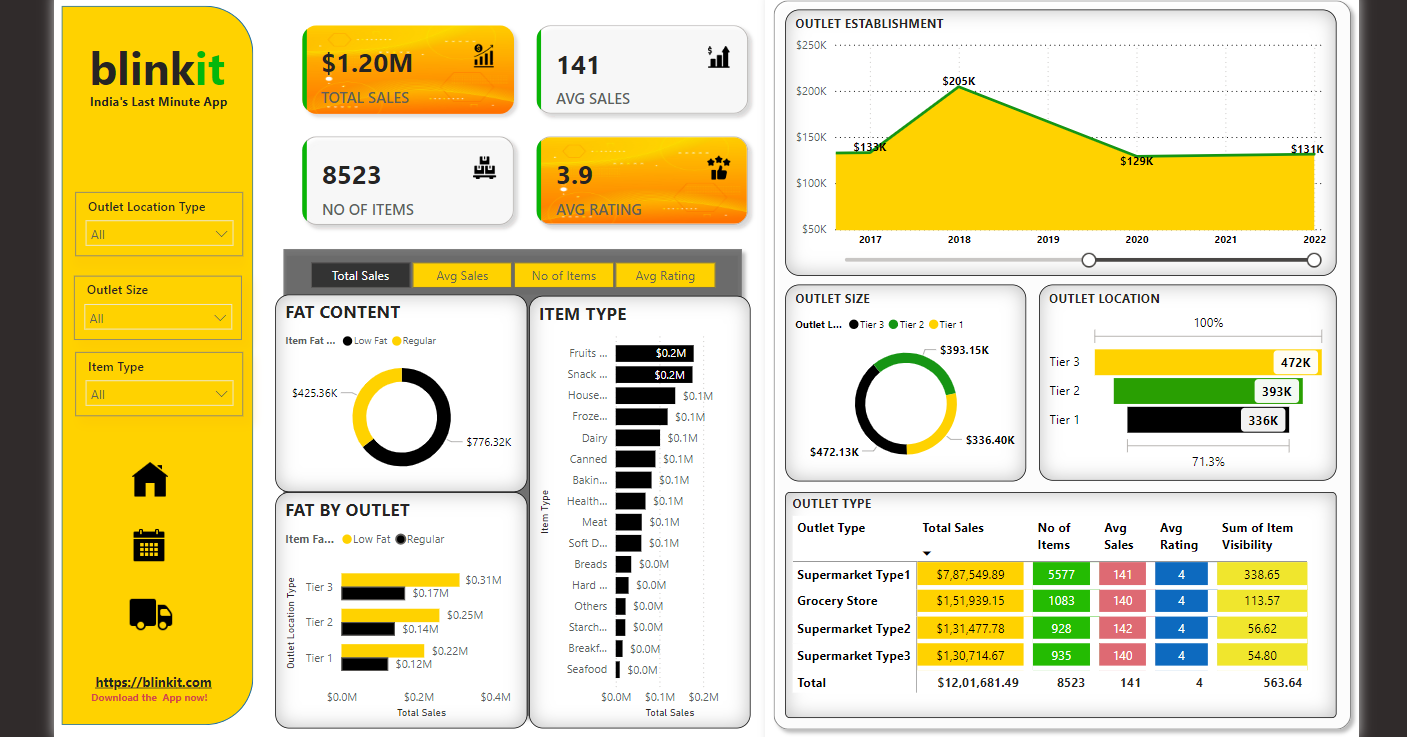 blinkit
India's Last Minute App
Outlet Location Type
All
Outlet Size
All
Item Type
All
https://blinkit.com
Download the App now!
$1.20M
TOTAL SALES
141
AVG SALES
8523
NO OF ITEMS
3.9
AVG RATING
Total Sales
Avg Sales
No of Items
Avg Rating
FAT CONTENT
Item Fat ... Low Fat Regular
$425.36K
$776.32K
FAT BY OUTLET
Item Fa... Low Fat Regular
Outlet Location Type
Tier 3 $0.31M
$0.17M
Tier 2 $0.25M
$0.14M
Tier 1 $0.22M
$0.12M
$0.0M $0.2M $0.4M
Total Sales
ITEM TYPE
Item Type
Fruits ... $0.2M
Snack ... $0.2M
House... $0.1M
Froze... $0.1M
Dairy $0.1M
Canned $0.1M
Bakin... $0.1M
Health... $0.1M
Meat $0.1M
Soft D... $0.1M
Breads $0.0M
Hard ... $0.0M
Others $0.0M
Starch... $0.0M
Breakf... $0.0M
Seafood $0.0M
$0.0M $0.1M $0.2M
Total Sales
OUTLET ESTABLISHMENT
$250K
$200K
$150K
$100K
$50K
$133K
$205K
$129K
$131K
2017 2018 2019 2020 2021 2022
OUTLET SIZE
Outlet L... Tier 3 Tier 2 Tier 1
$393.15K
$336.40K
$472.13K
OUTLET LOCATION
100%
Tier 3 472K
Tier 2 393K
Tier 1 336K
71.3%
OUTLET TYPE
Outlet Type Total Sales No of Items Avg Sales Avg Rating Sum of Item Visibility
Supermarket Type1 $7,87,549.89 5577 141 4 338.65
Grocery Store $1,51,939.15 1083 140 4 113.57
Supermarket Type2 $1,31,477.78 928 142 4 56.62
Supermarket Type3 $1,30,714.67 935 140 4 54.80
Total $12,01,681.49 8523 141 4 563.64